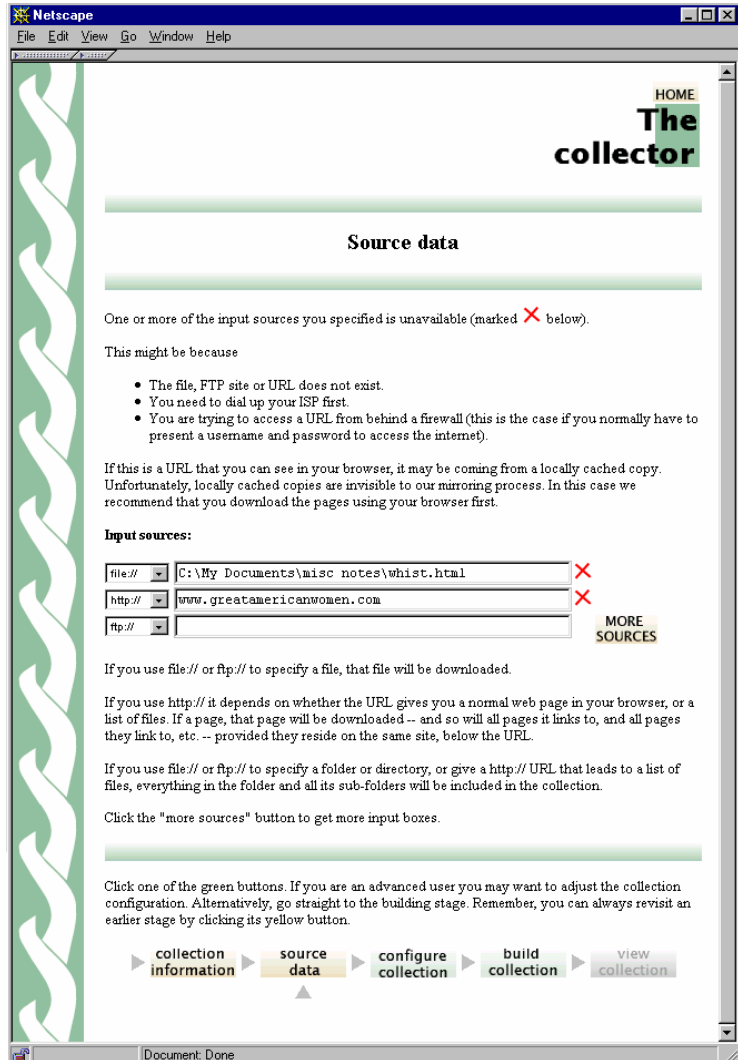 Netscape
File Edit View Go Window Help
HOME
The
collector
Source data
One or more of the input sources you specified is unavailable (marked ✕ below).
This might be because
• The file, FTP site or URL does not exist.
• You need to dial up your ISP first.
• You are trying to access a URL from behind a firewall (this is the case if you normally have to
present a username and password to access the internet).
If this is a URL that you can see in your browser, it may be coming from a locally cached copy.
Unfortunately, locally cached copies are invisible to our mirroring process. In this case we
recommend that you download the pages using your browser first.
Input sources:
file:// C:\My Documents\misc notes\whist.html
http:// www.greatamericanwomen.com
ftp://
MORE
SOURCES
If you use file:// or ftp:// to specify a file, that file will be downloaded.
If you use http:// it depends on whether the URL gives you a normal web page in your browser, or a
list of files. If a page, that page will be downloaded -- and so will all pages it links to, and all pages
they link to, etc. -- provided they reside on the same site, below the URL.
If you use file:// or ftp:// to specify a folder or directory, or give a http:// URL that leads to a list of
files, everything in the folder and all its sub-folders will be included in the collection.
Click the "more sources" button to get more input boxes.
Click one of the green buttons. If you are an advanced user you may want to adjust the collection
configuration. Alternatively, go straight to the building stage. Remember, you can always revisit an
earlier stage by clicking its yellow button.
collection information
source data
configure collection
build collection
view collection
Document: Done